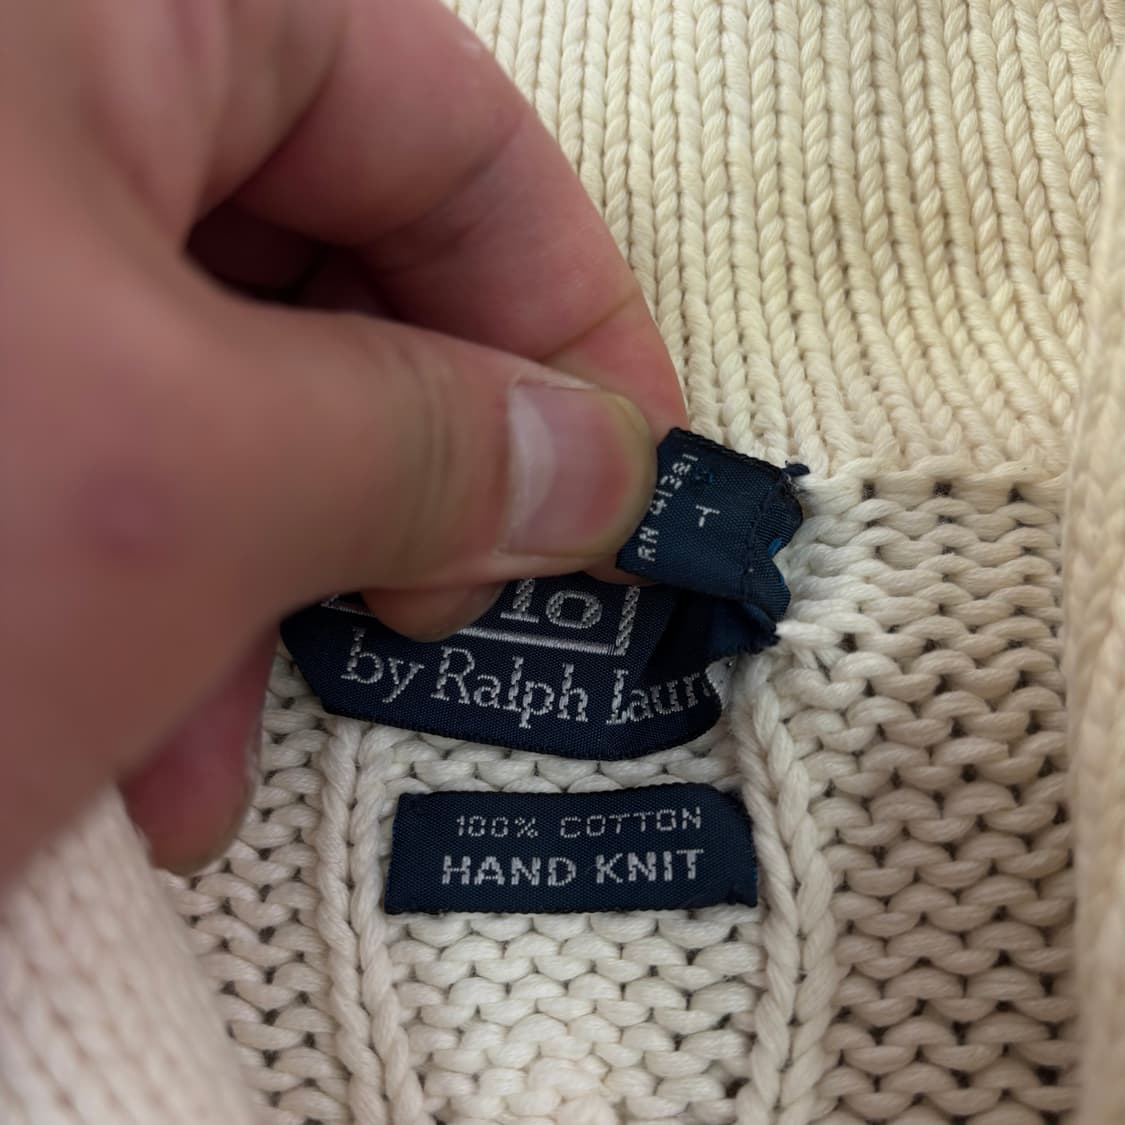 RN 41381
T
lo
by Ralph Laur
100% COTTON
HAND KNIT